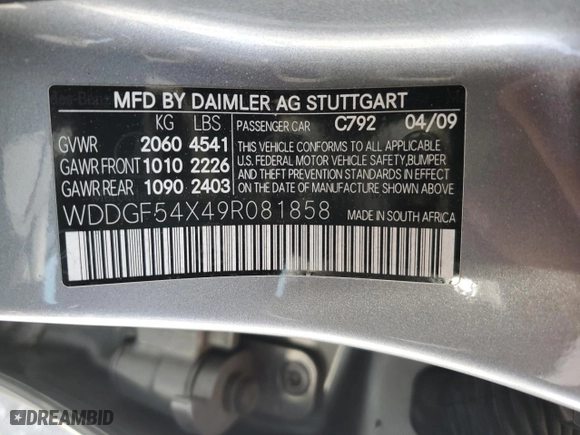 MFD BY DAIMLER AG STUTTGART
KG LBS PASSENGER CAR C792 04/09
GVWR 2060 4541
GAWR FRONT 1010 2226
GAWR REAR 1090 2403
THIS VEHICLE CONFORMS TO ALL APPLICABLE
U.S. FEDERAL MOTOR VEHICLE SAFETY, BUMPER
AND THEFT PREVENTION STANDARDS IN EFFECT
ON THE DATE OF MANUFACTURE SHOWN ABOVE
WDDGF54X49R081858 MADE IN SOUTH AFRICA
DREAMBID